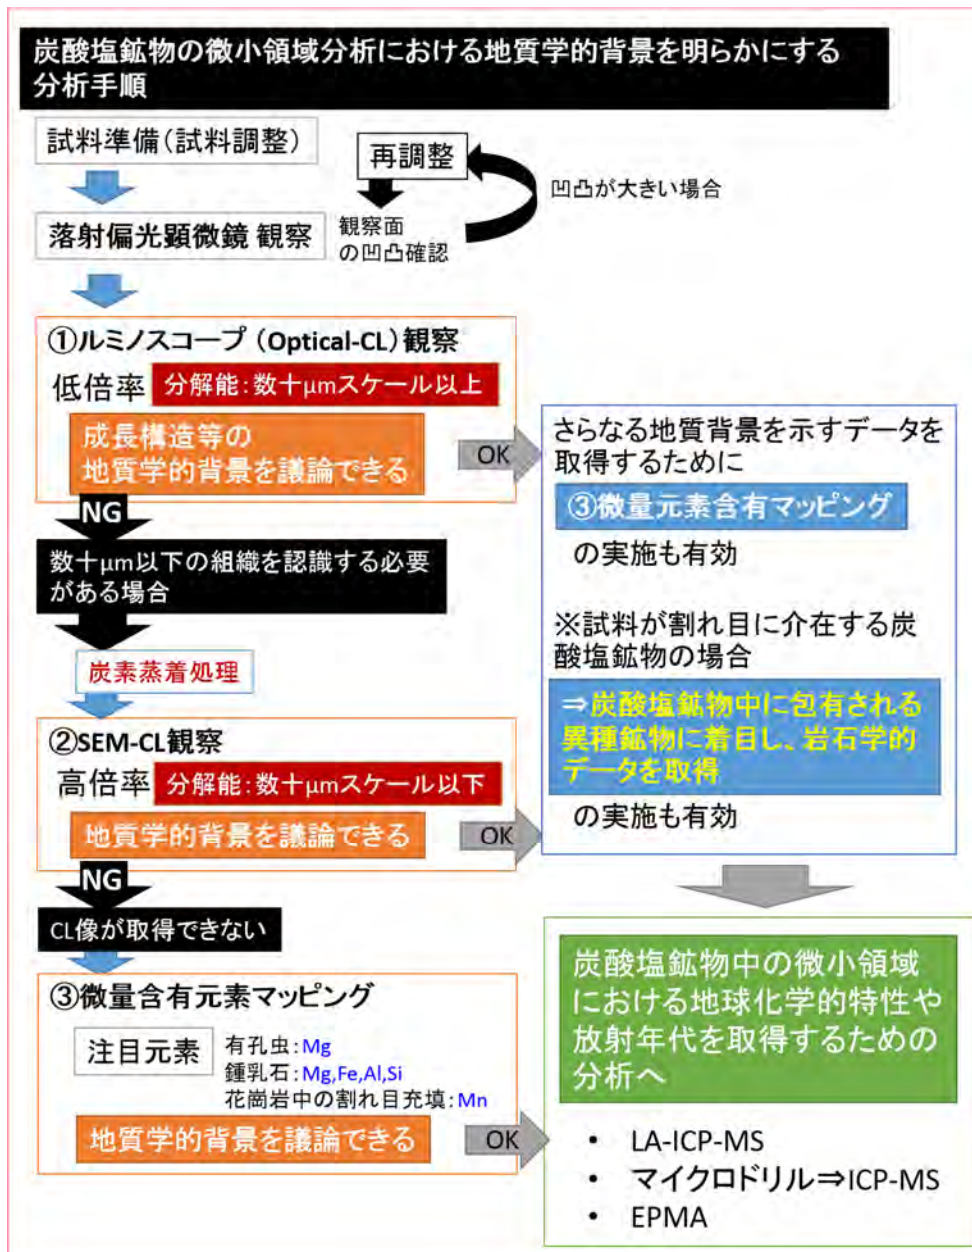 炭酸塩鉱物の微小領域分析における地質学的背景を明らかにする
分析手順
試料準備（試料調整）
再調整
凹凸が大きい場合
落射偏光顕微鏡 観察
観察面
の凹凸確認
①ルミノスコープ（Optical-CL）観察
低倍率
分解能：数十μmスケール以上
成長構造等の
地質学的背景を議論できる
OK
NG
数十μm以下の組織を認識する必要
がある場合
炭素蒸着処理
②SEM-CL観察
高倍率
分解能：数十μmスケール以下
地質学的背景を議論できる
OK
NG
CL像が取得できない
③微量含有元素マッピング
注目元素
有孔虫：Mg
鍾乳石：Mg,Fe,Al,Si
花崗岩中の割れ目充填：Mn
地質学的背景を議論できる
OK
さらなる地質背景を示すデータを
取得するために
③微量元素含有マッピング
の実施も有効
※試料が割れ目に介在する炭
酸塩鉱物の場合
⇒炭酸塩鉱物中に包有される
異種鉱物に着目し、岩石学的
データを取得
の実施も有効
炭酸塩鉱物中の微小領域
における地球化学的特性や
放射年代を取得するための
分析へ
• LA-ICP-MS
• マイクロドリル⇒ICP-MS
• EPMA